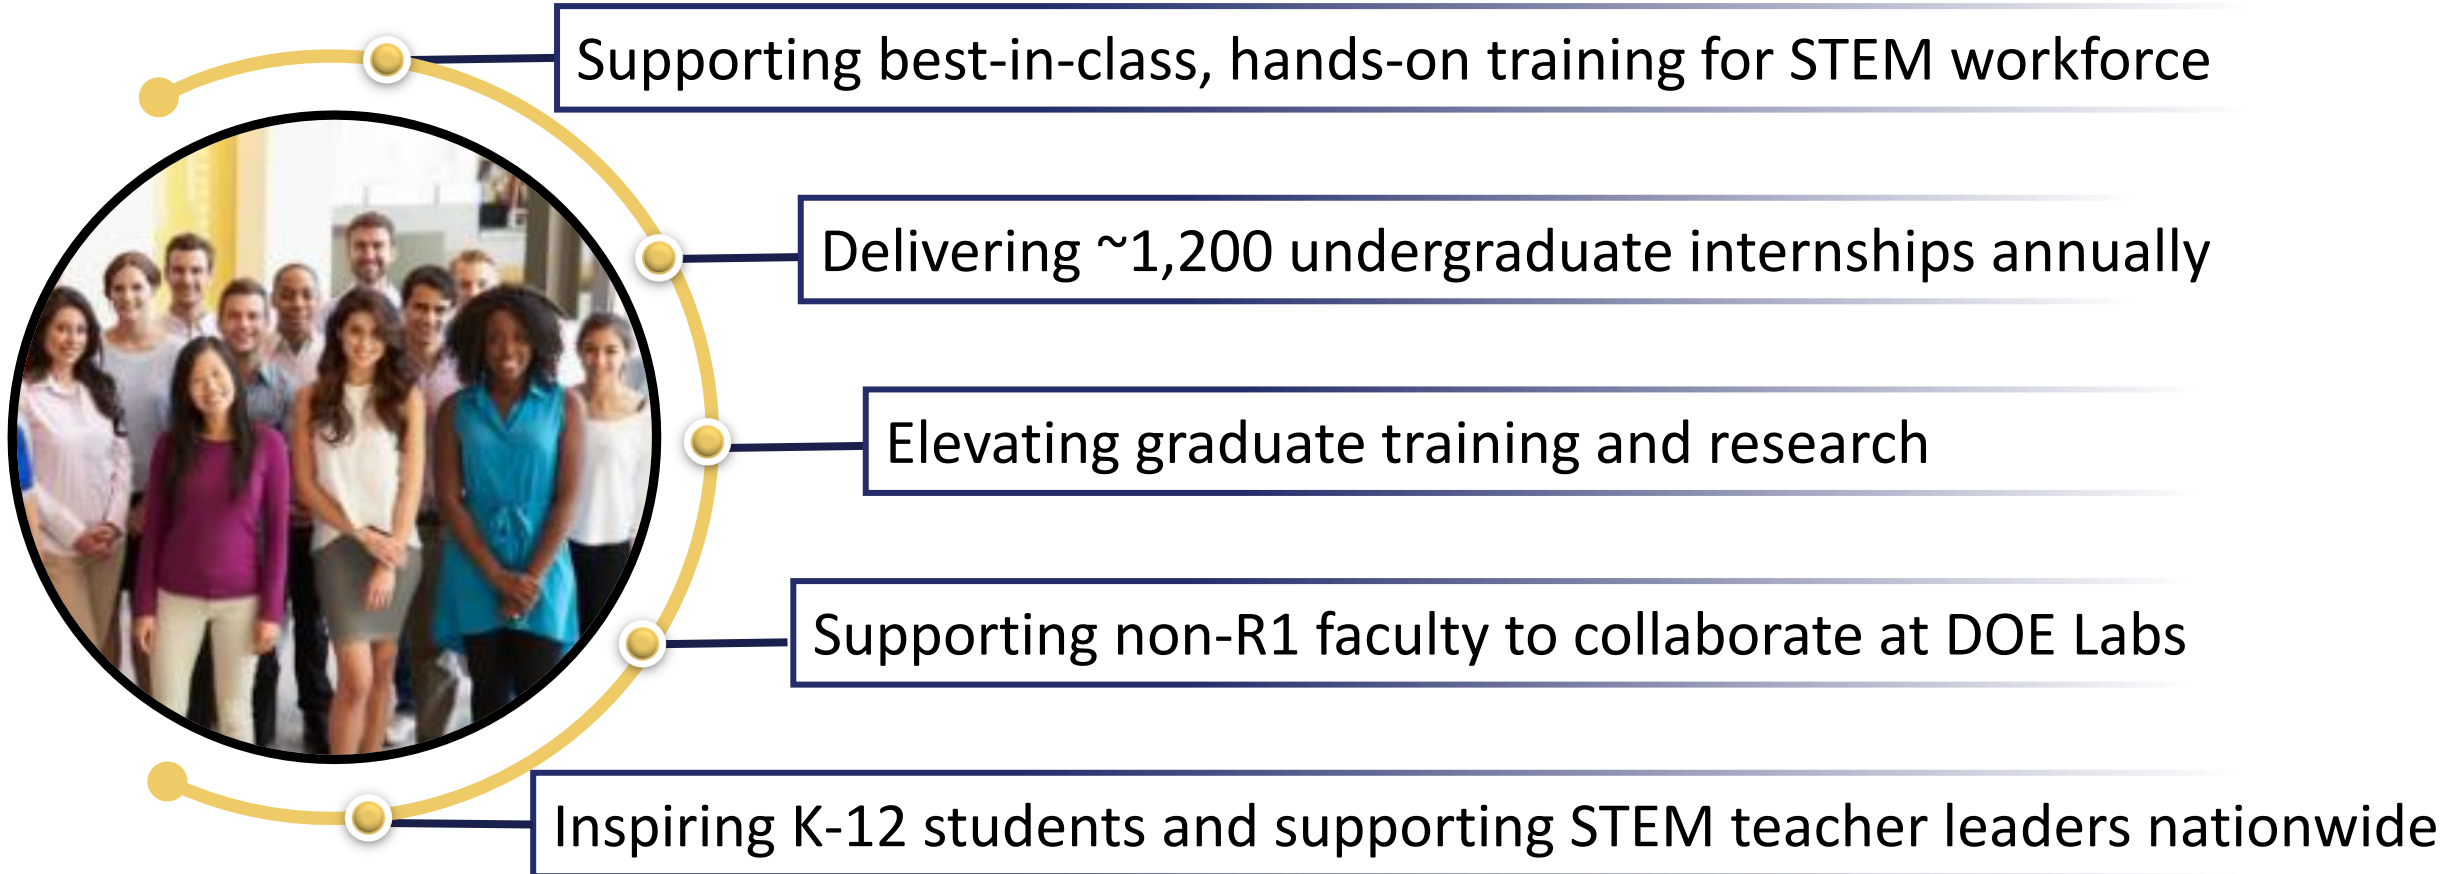 Supporting best-in-class, hands-on training for STEM workforce
Delivering ~1,200 undergraduate internships annually
Elevating graduate training and research
Supporting non-R1 faculty to collaborate at DOE Labs
Inspiring K-12 students and supporting STEM teacher leaders nationwide